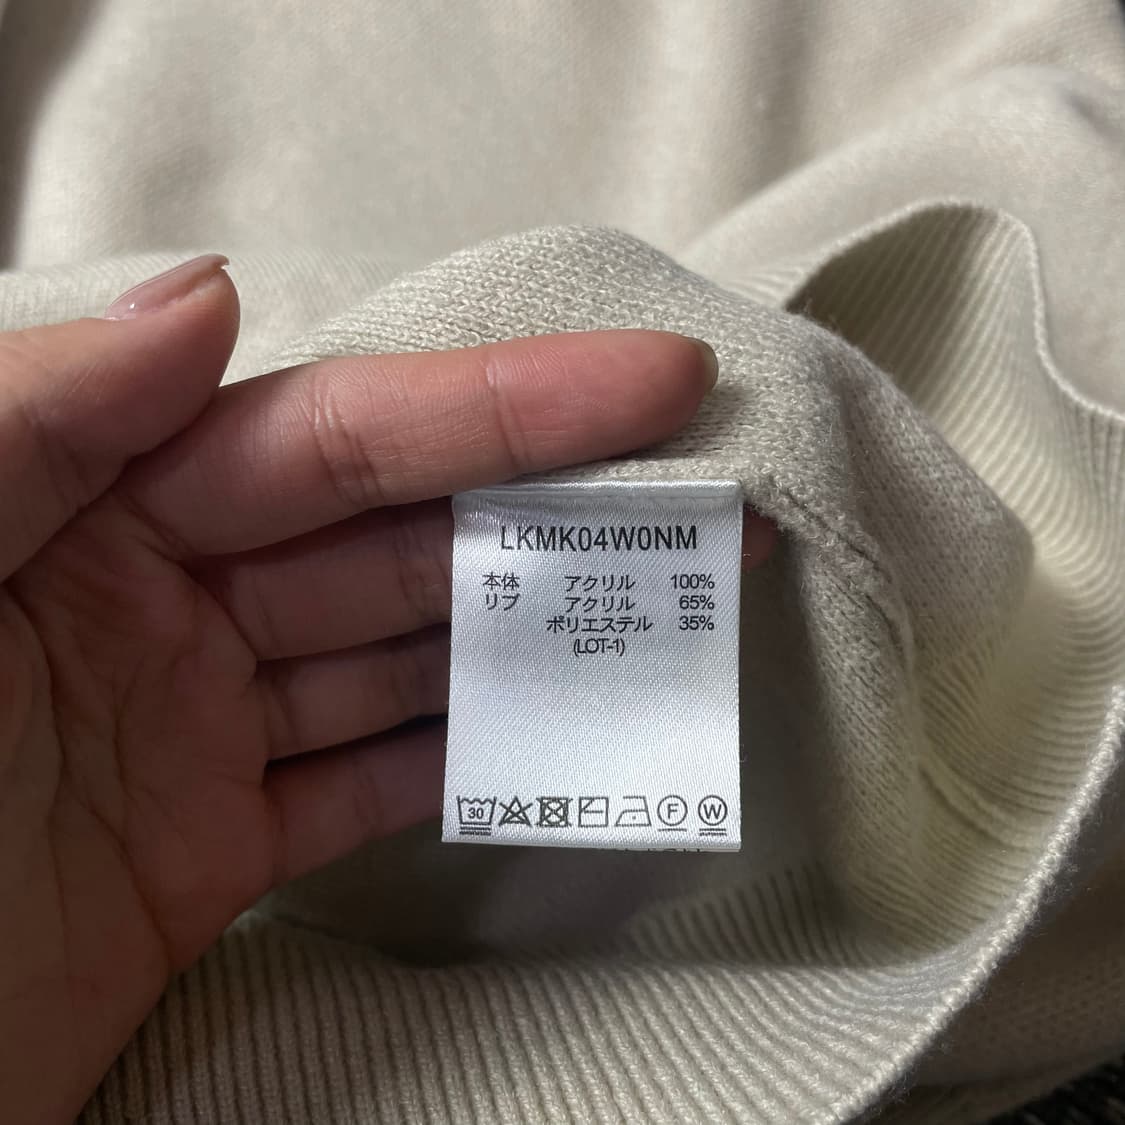 LKMK04W0NM
本体 アクリル 100%
リブ アクリル 65%
ポリエステル 35%
(LOT-1)
30 F W